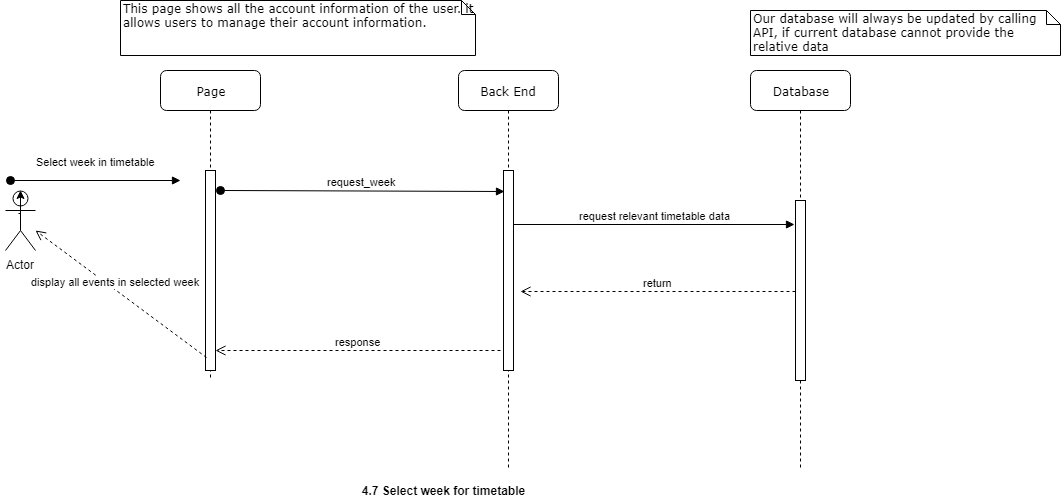 This page shows all the account information of the user. It
allows users to manage their account information.
Our database will always be updated by calling
API, if current database cannot provide the
relative data
Page
Back End
Database
Select week in timetable
request_week
request relevant timetable data
Actor
display all events in selected week
return
response
4.7 Select week for timetable